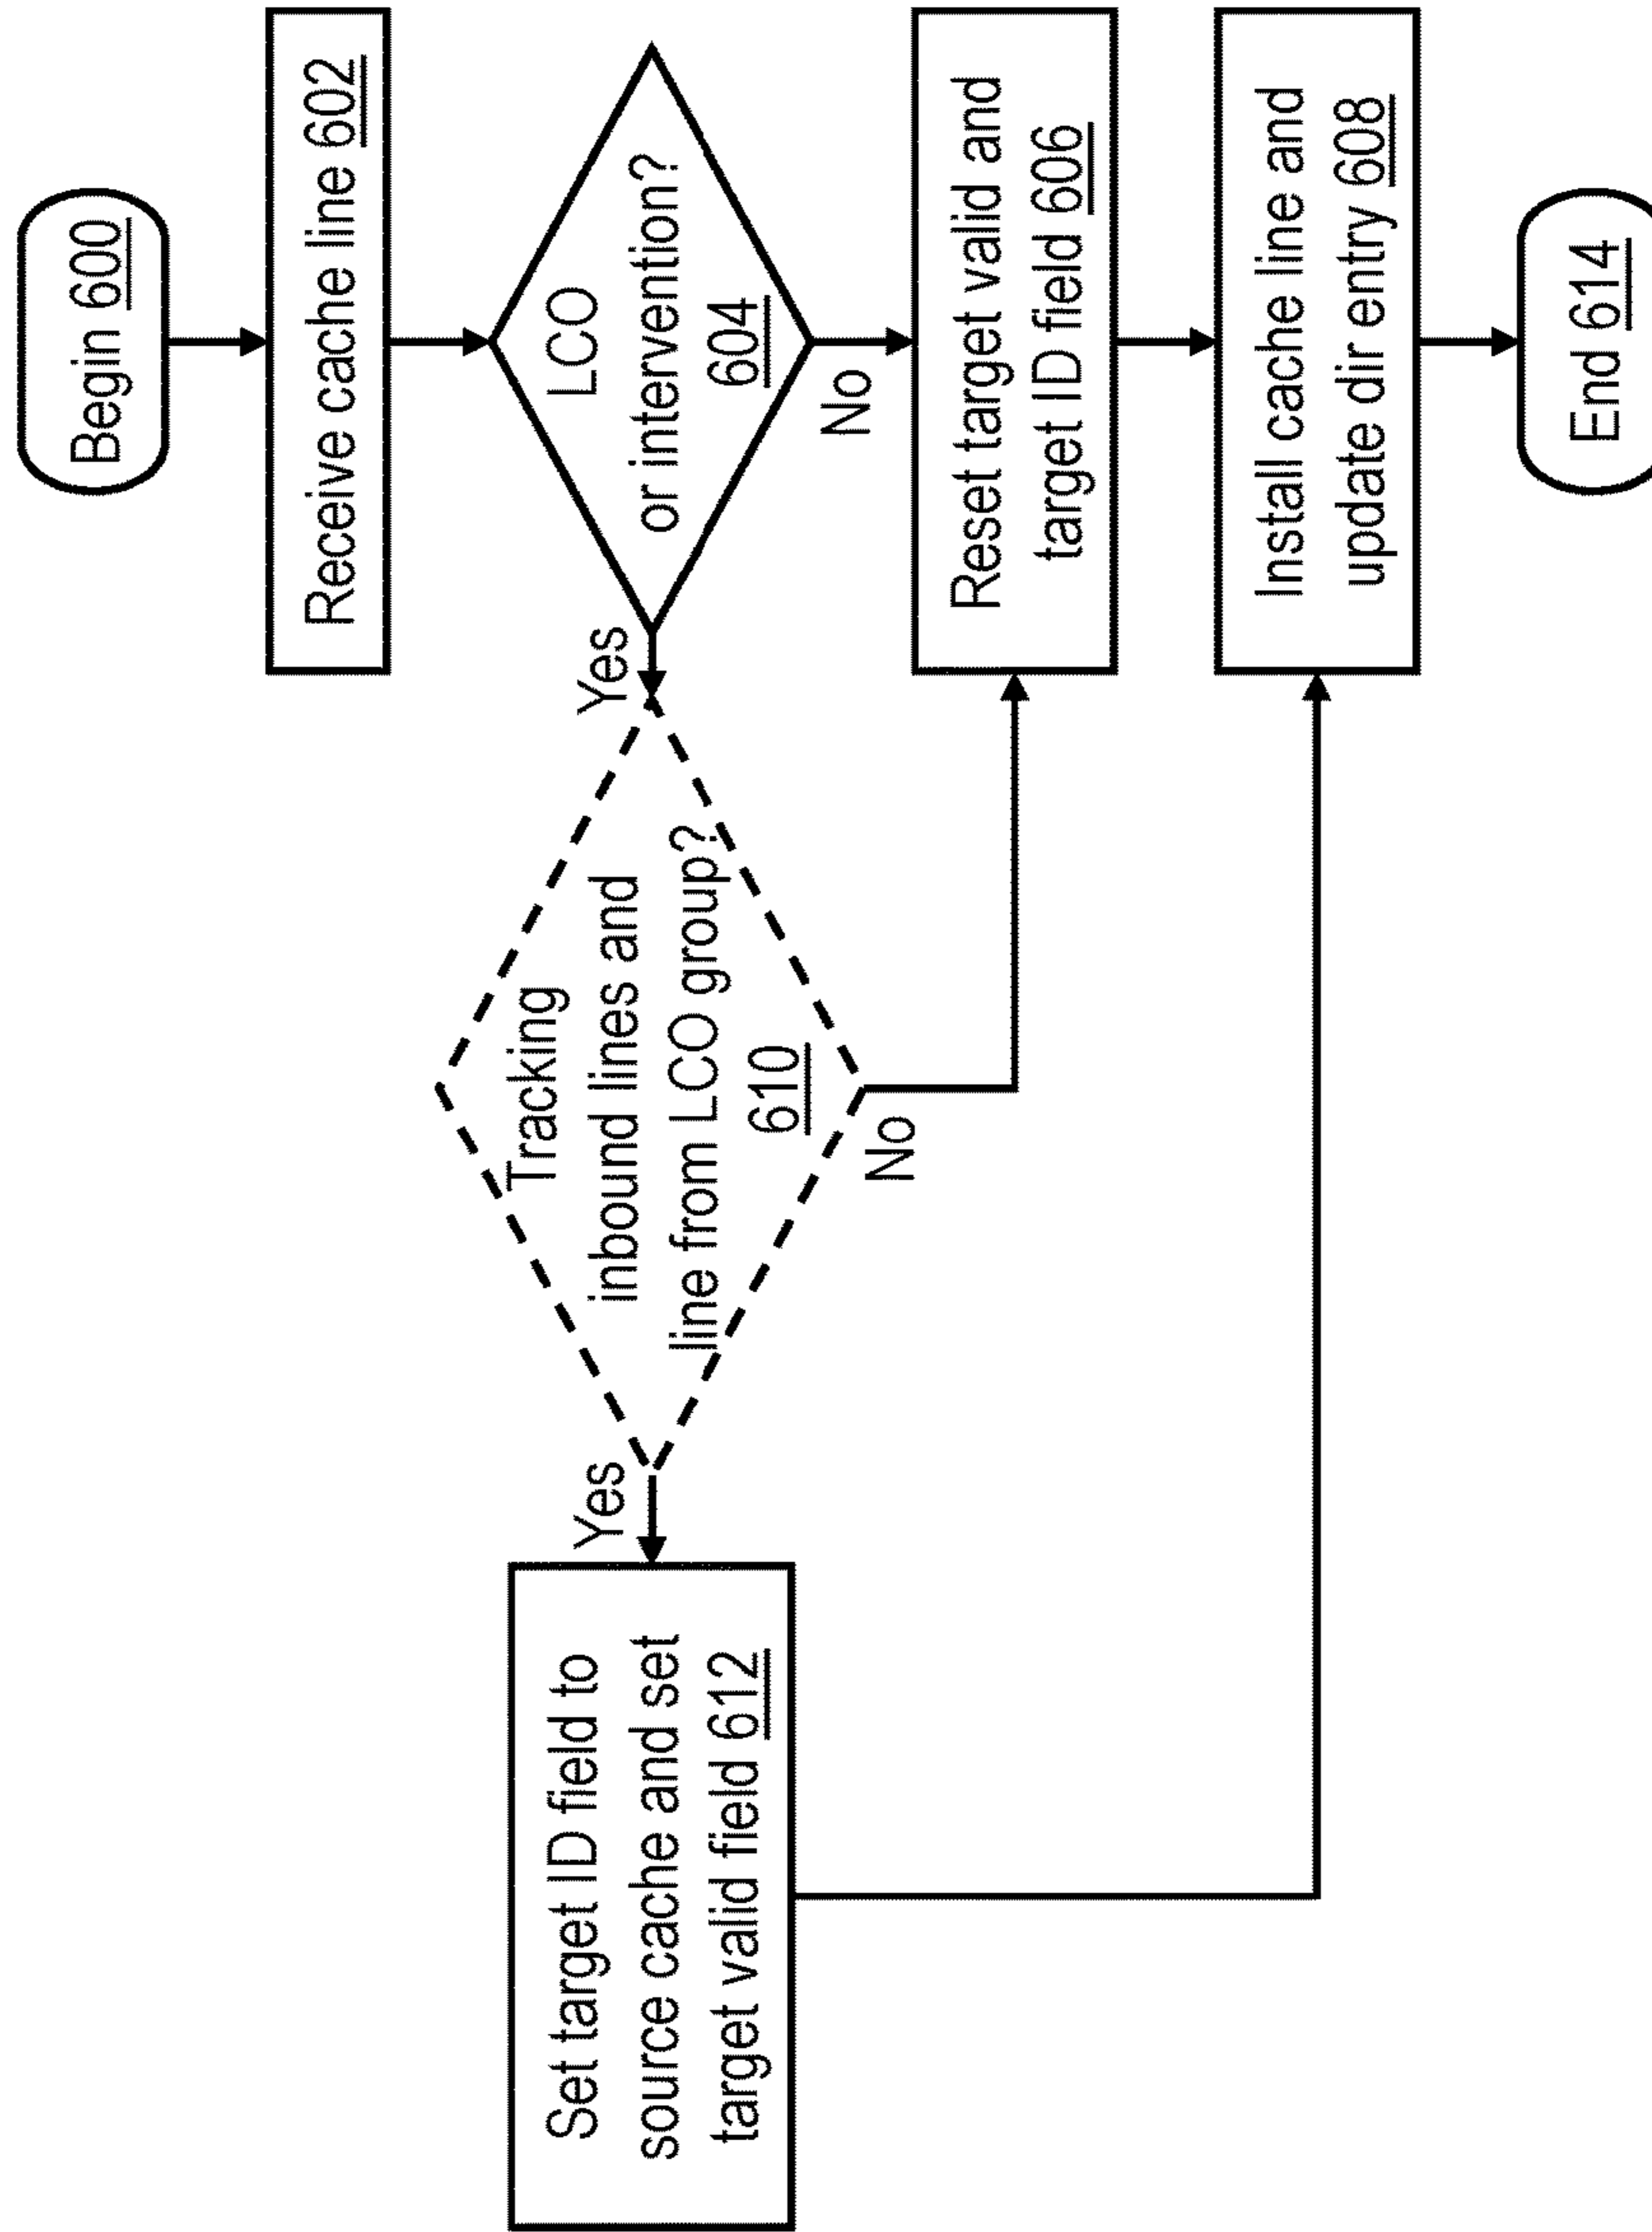 Begin 600
Receive cache line 602
LCO
or intervention?
604
Yes
No
Tracking
inbound lines and
line from LCO group?
610
Yes
No
Set target ID field to
source cache and set
target valid field 612
Reset target valid and
target ID field 606
Install cache line and
update dir entry 608
End 614